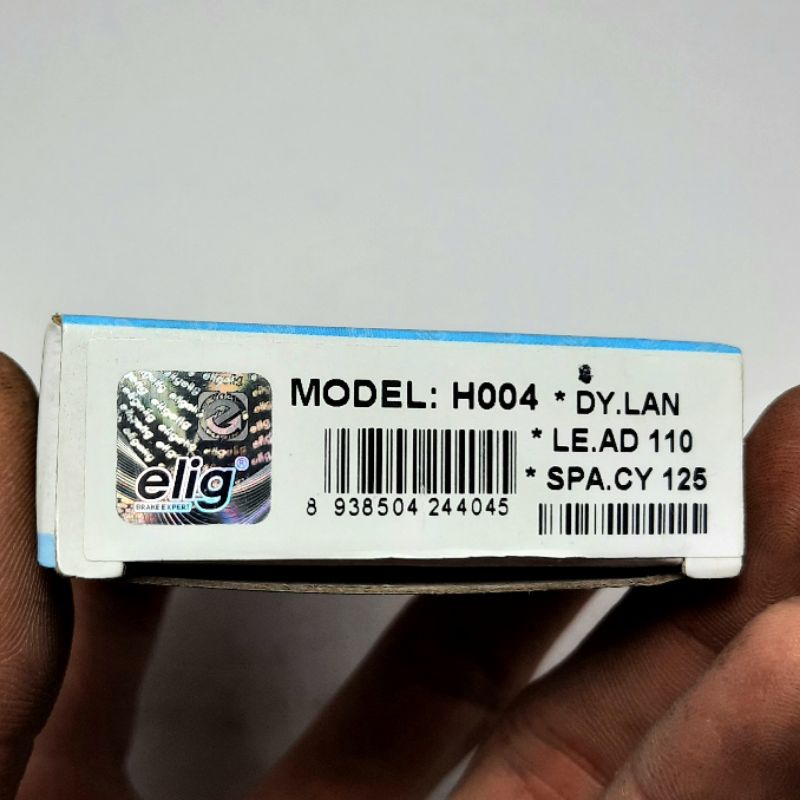 MODEL: H004
* DY.LAN
* LE.AD 110
* SPA.CY 125
8 938504 244045
elig®
BRAKE EXPERT